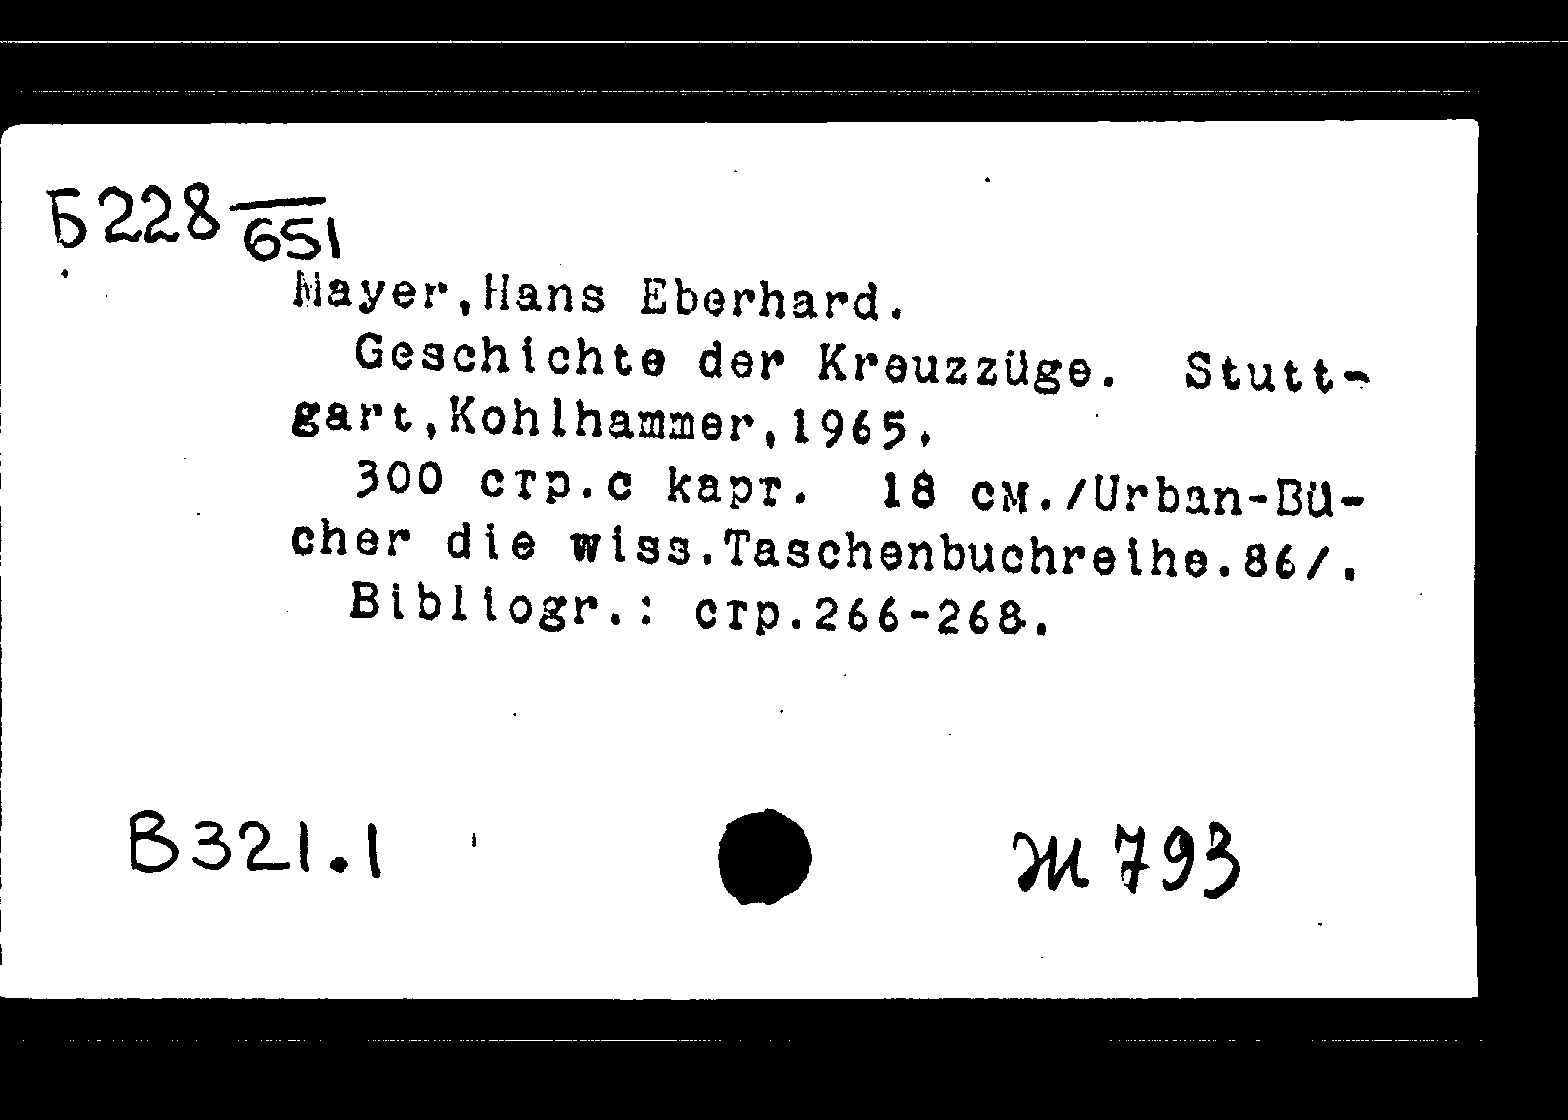 Б228/651
Mayer,Hans Eberhard.
Geschichte der Kreuzzüge. Stutt-
gart,Kohlhammer,1965.
300 стр.с карт. 18 см./Urban-Bü-
cher die wiss.Taschenbuchreihe.86/.
Bibliogr.: стр.266-268.
В321.1
Ж793